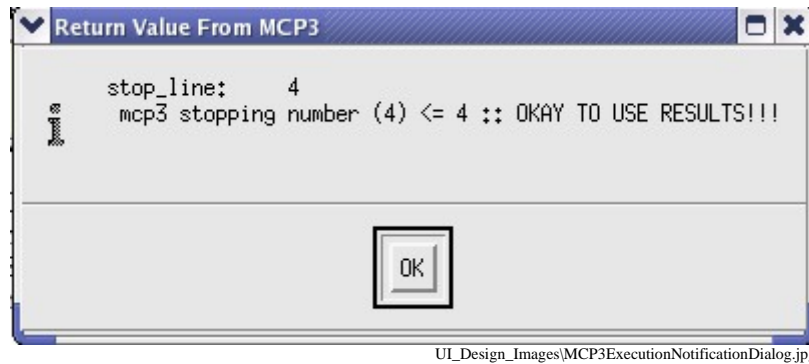 Return Value From MCP3
stop_line: 4
mcp3 stopping number (4) <= 4 :: OKAY TO USE RESULTS!!!
OK
UI_Design_Images\MCP3ExecutionNotificationDialog.jp